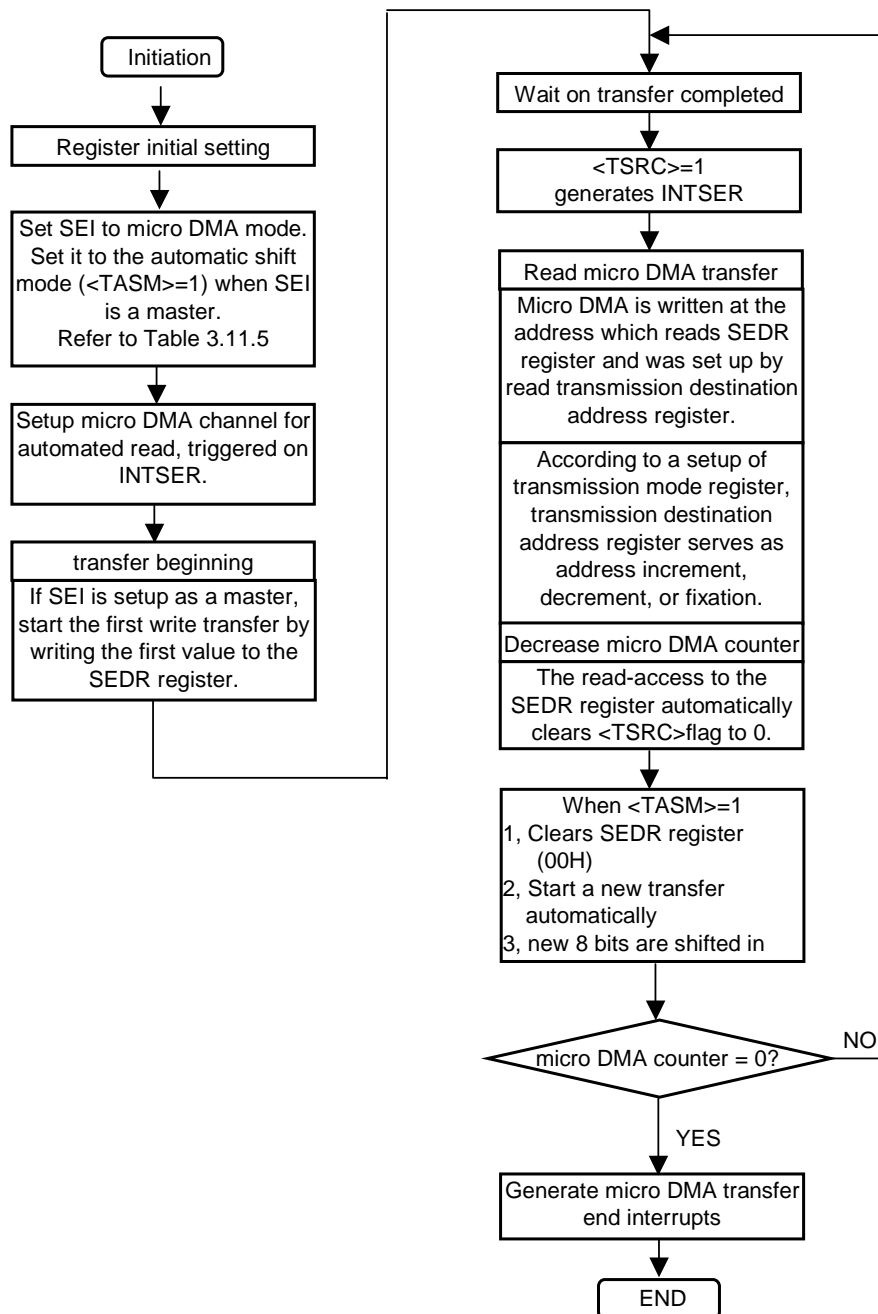 Initiation
Register initial setting
Set SEI to micro DMA mode.
Set it to the automatic shift
mode (<TASM>=1) when SEI
is a master.
Refer to Table 3.11.5
Setup micro DMA channel for
automated read, triggered on
INTSER.
transfer beginning
If SEI is setup as a master,
start the first write transfer by
writing the first value to the
SEDR register.
Wait on transfer completed
<TSRC>=1
generates INTSER
Read micro DMA transfer
Micro DMA is written at the
address which reads SEDR
register and was set up by
read transmission destination
address register.
According to a setup of
transmission mode register,
transmission destination
address register serves as
address increment,
decrement, or fixation.
Decrease micro DMA counter
The read-access to the
SEDR register automatically
clears <TSRC>flag to 0.
When <TASM>=1
1, Clears SEDR register
(00H)
2, Start a new transfer
automatically
3, new 8 bits are shifted in
micro DMA counter = 0?
NO
YES
Generate micro DMA transfer
end interrupts
END